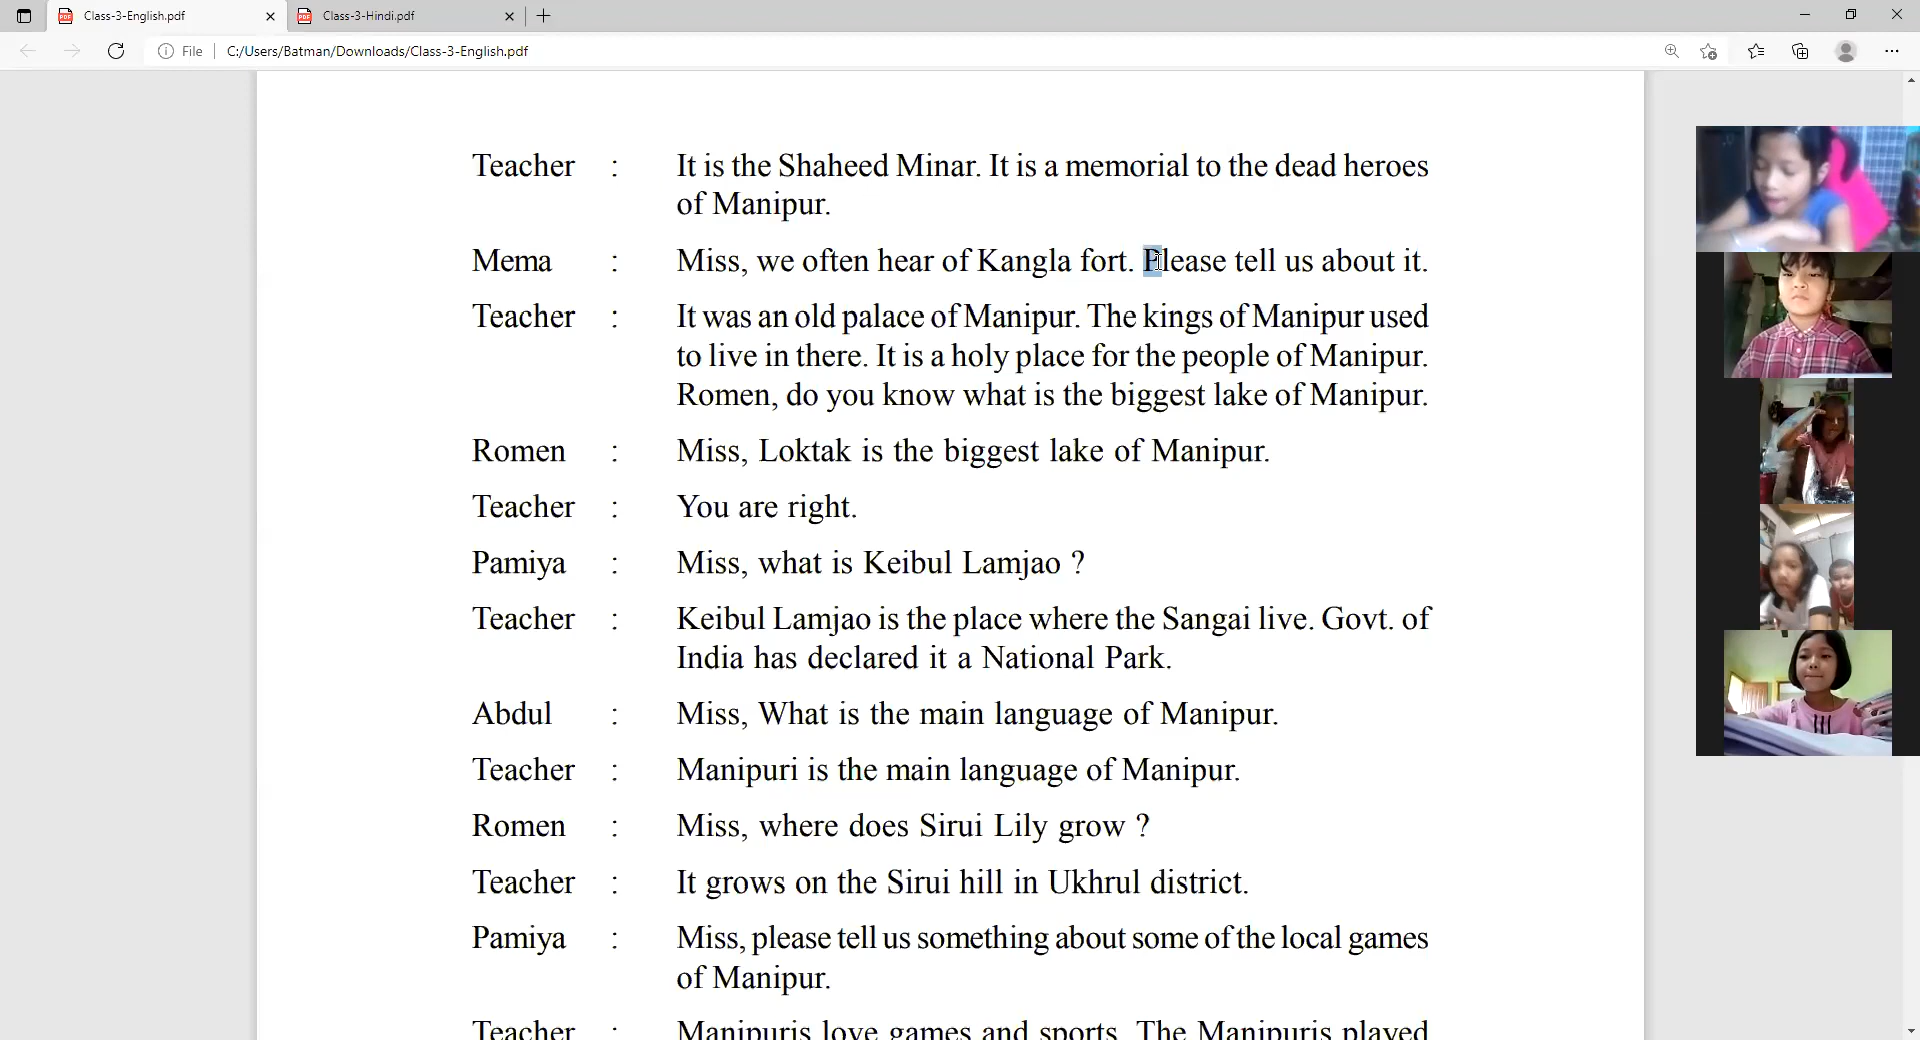 Class-3-English.pdf
Class-3-Hindi.pdf
File C:/Users/Batman/Downloads/Class-3-English.pdf
Teacher : It is the Shaheed Minar. It is a memorial to the dead heroes
of Manipur.
Mema : Miss, we often hear of Kangla fort. Please tell us about it.
Teacher : It was an old palace of Manipur. The kings of Manipur used
to live in there. It is a holy place for the people of Manipur.
Romen, do you know what is the biggest lake of Manipur.
Romen : Miss, Loktak is the biggest lake of Manipur.
Teacher : You are right.
Pamiya : Miss, what is Keibul Lamjao ?
Teacher : Keibul Lamjao is the place where the Sangai live. Govt. of
India has declared it a National Park.
Abdul : Miss, What is the main language of Manipur.
Teacher : Manipuri is the main language of Manipur.
Romen : Miss, where does Sirui Lily grow ?
Teacher : It grows on the Sirui hill in Ukhrul district.
Pamiya : Miss, please tell us something about some of the local games
of Manipur.
Teacher : Manipuris love games and sports. The Manipuris played